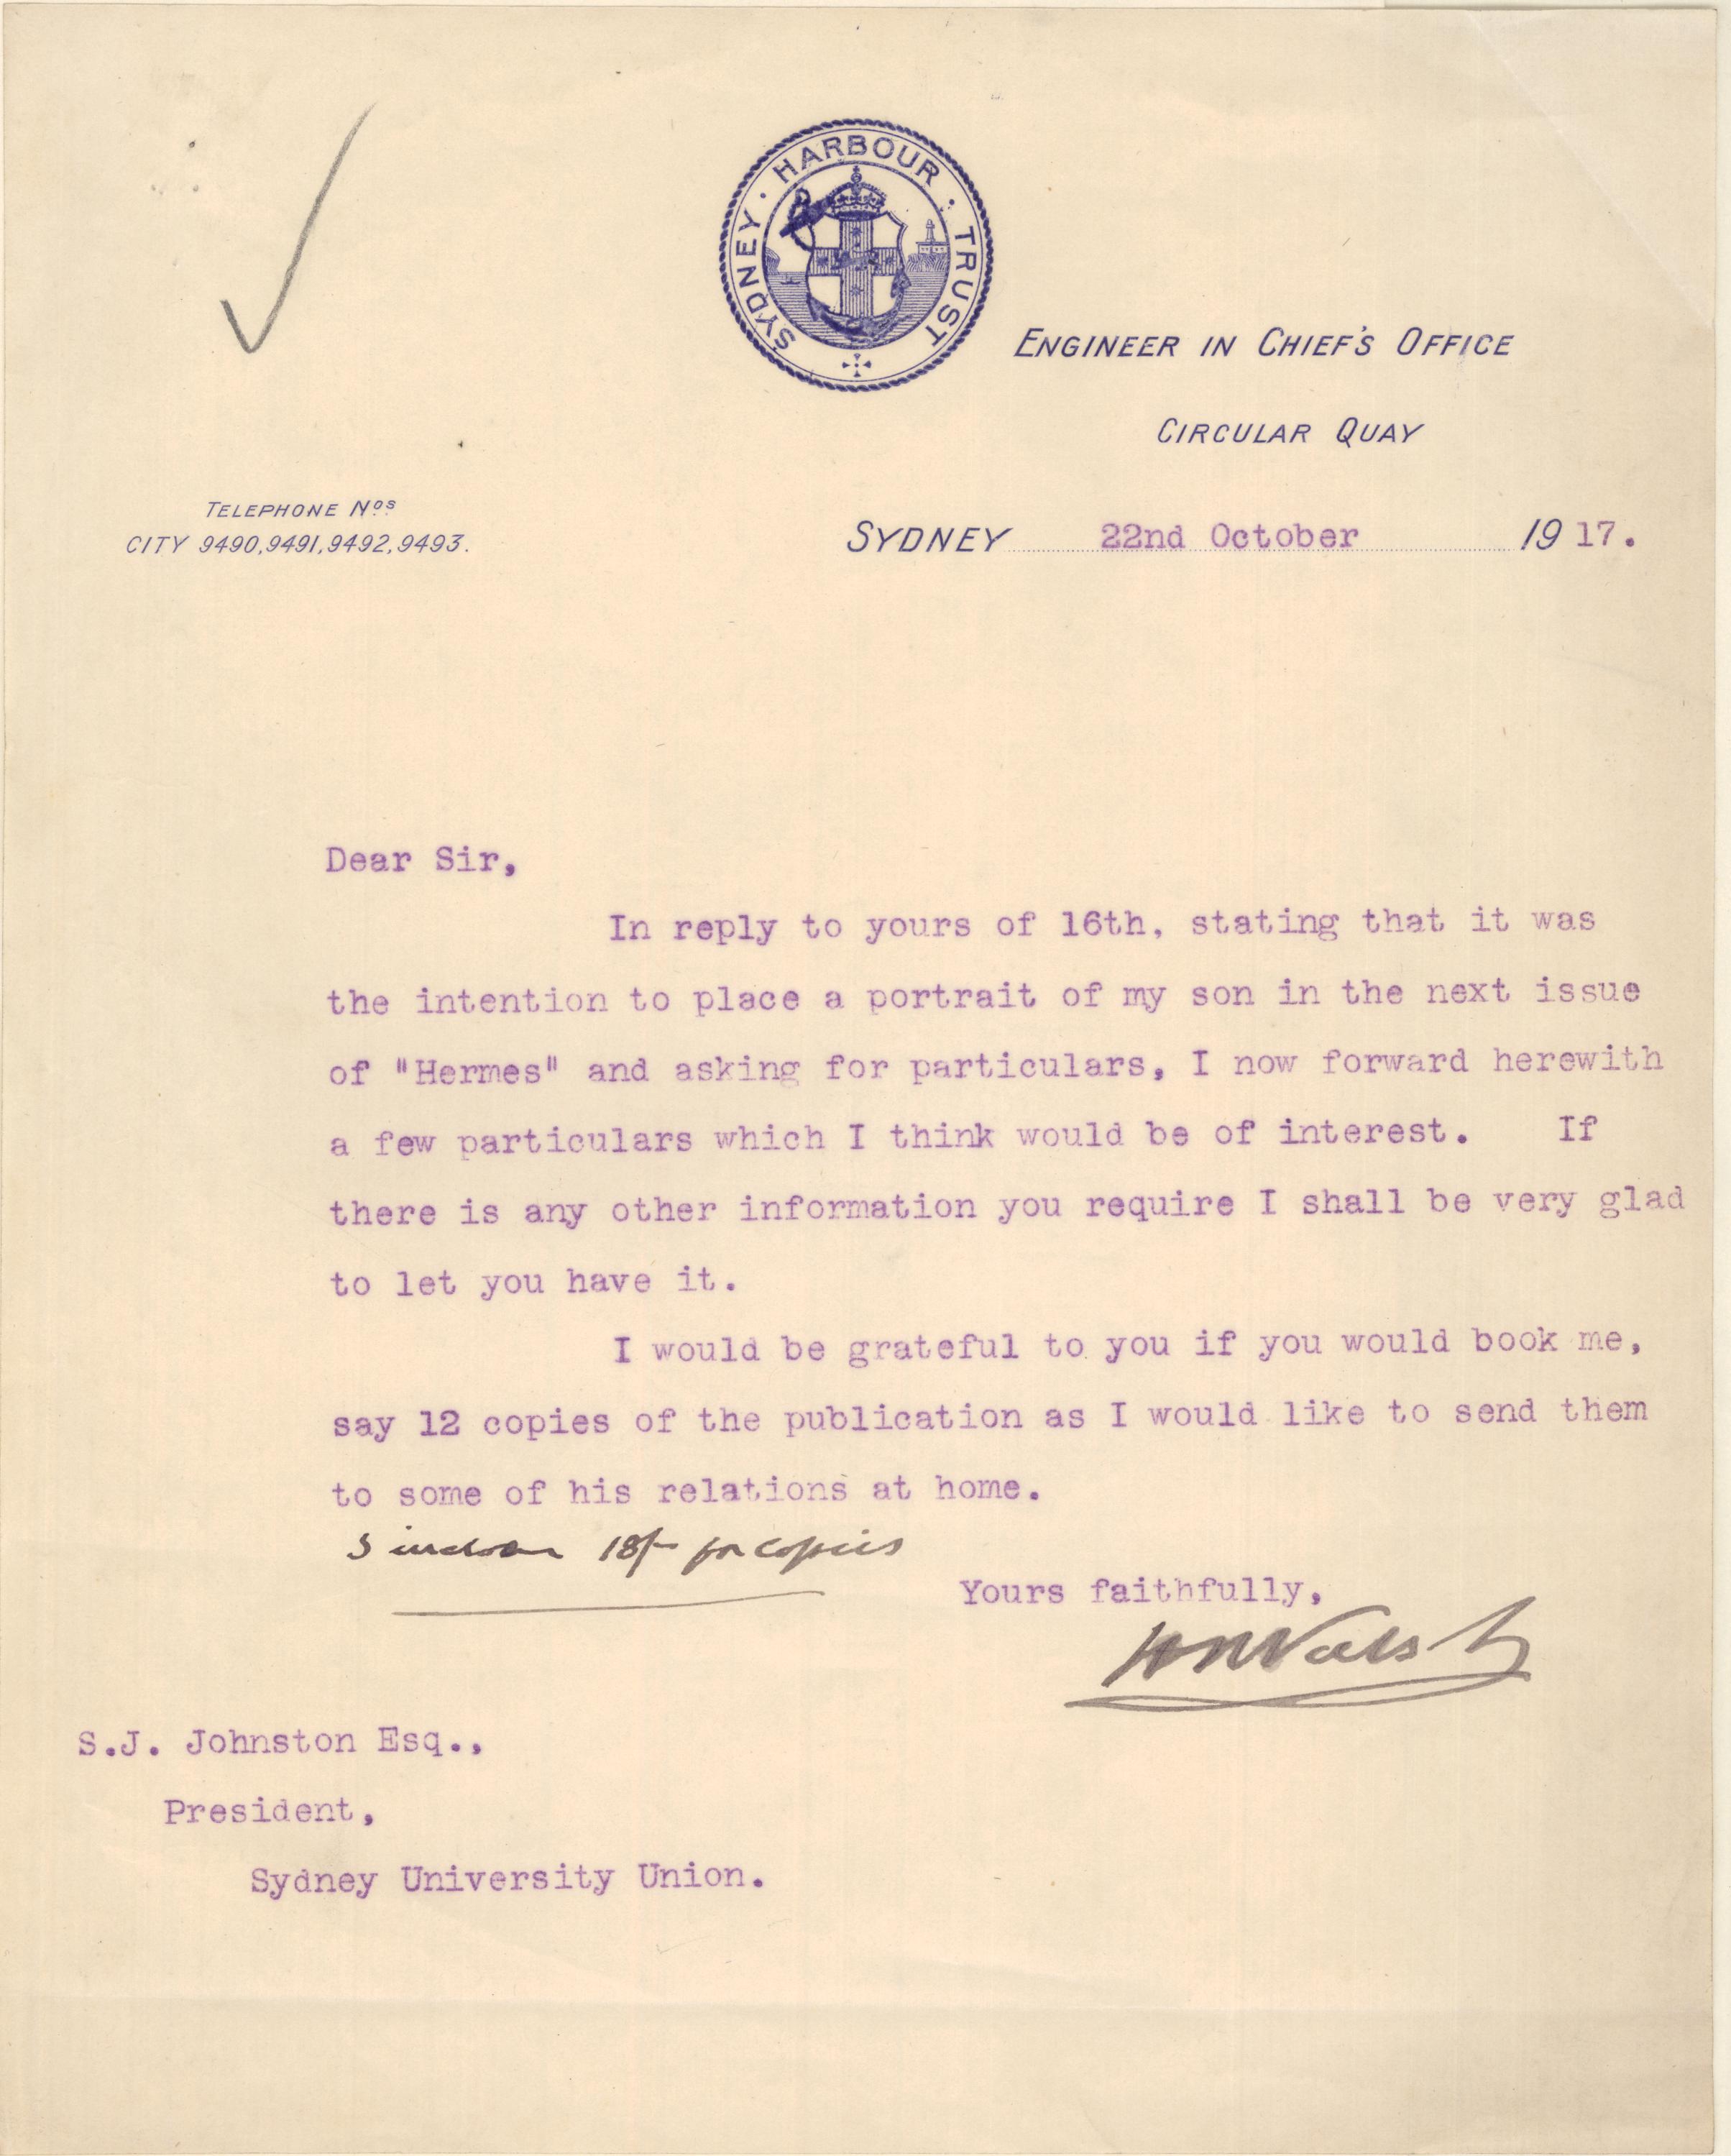 SYDNEY · HARBOUR · TRUST
ENGINEER IN CHIEF'S OFFICE
CIRCULAR QUAY
TELEPHONE Nos
CITY 9490, 9491, 9492, 9493.
SYDNEY 22nd October 1917.
Dear Sir,
In reply to yours of 16th, stating that it was
the intention to place a portrait of my son in the next issue
of "Hermes" and asking for particulars, I now forward herewith
a few particulars which I think would be of interest. If
there is any other information you require I shall be very glad
to let you have it.
I would be grateful to you if you would book me,
say 12 copies of the publication as I would like to send them
to some of his relations at home.
18/- for copies
Yours faithfully,
H Walsh
S.J. Johnston Esq.,
President,
Sydney University Union.